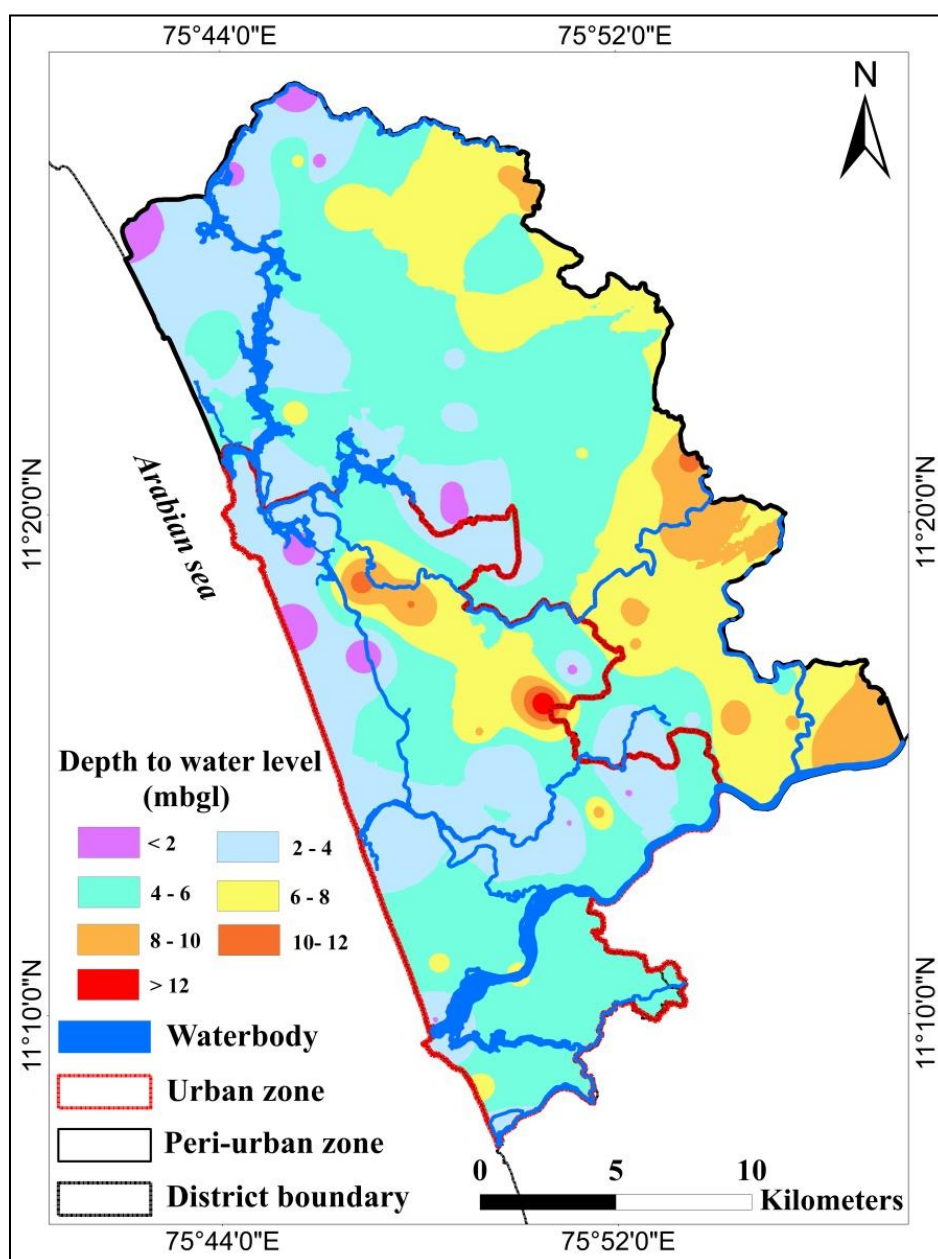 75°44'0"E
75°52'0"E
N
11°20'0"N
11°20'0"N
Arabian sea
Depth to water level
(mbgl)
< 2
2 - 4
4 - 6
6 - 8
8 - 10
10- 12
> 12
Waterbody
Urban zone
Peri-urban zone
District boundary
11°10'0"N
11°10'0"N
0 5 10
Kilometers
75°44'0"E
75°52'0"E